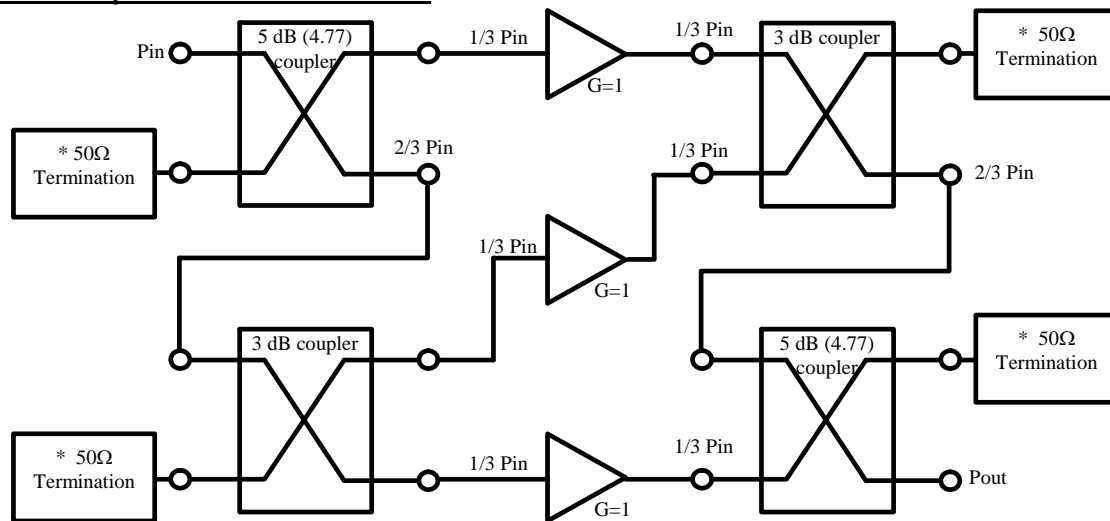 Pin
5 dB (4.77)
coupler
1/3 Pin
G=1
1/3 Pin
3 dB coupler
* 50Ω
Termination
* 50Ω
Termination
2/3 Pin
1/3 Pin
2/3 Pin
1/3 Pin
G=1
3 dB coupler
5 dB (4.77)
coupler
* 50Ω
Termination
* 50Ω
Termination
1/3 Pin
G=1
1/3 Pin
Pout